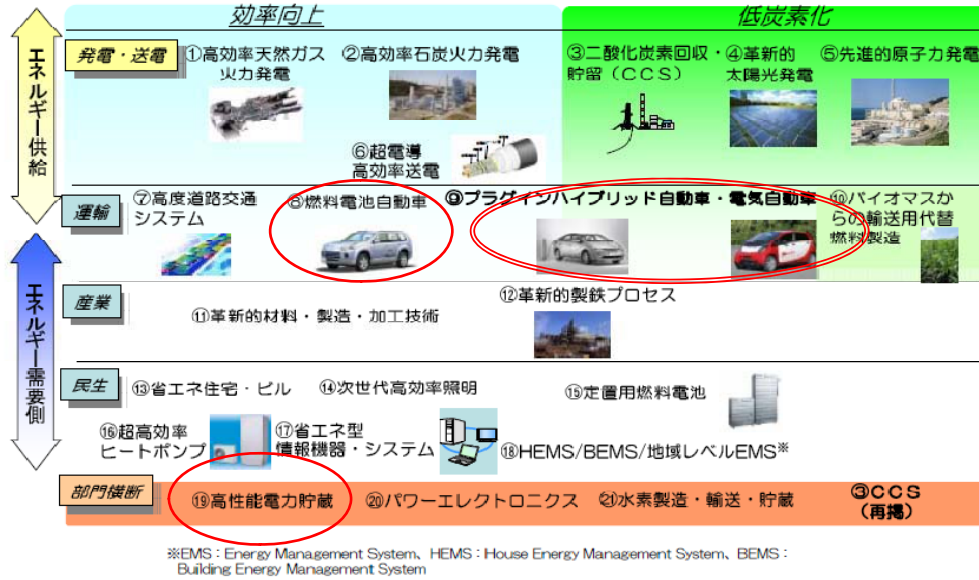 効率向上
低炭素化
エネルギー供給
発電・送電
①高効率天然ガス
火力発電
②高効率石炭火力発電
③二酸化炭素回収・
貯留(CCS)
④革新的
太陽光発電
⑤先進的原子力発電
⑥超電導
高効率送電
運輸
⑦高度道路交通
システム
⑧燃料電池自動車
⑨プラグインハイブリッド自動車・電気自動車
⑩バイオマスか
らの輸送用代替
燃料製造
エネルギー需要側
産業
⑪革新的材料・製造・加工技術
⑫革新的製鉄プロセス
民生
⑬省エネ住宅・ビル
⑭次世代高効率照明
⑮定置用燃料電池
⑯超高効率
ヒートポンプ
⑰省エネ型
情報機器・システム
⑱HEMS/BEMS/地域レベルEMS※
部門横断
⑲高性能電力貯蔵
⑳パワーエレクトロニクス
㉑水素製造・輸送・貯蔵
③CCS
(再掲)
※EMS:Energy Management System、HEMS:House Energy Management System、BEMS:
Building Energy Management System